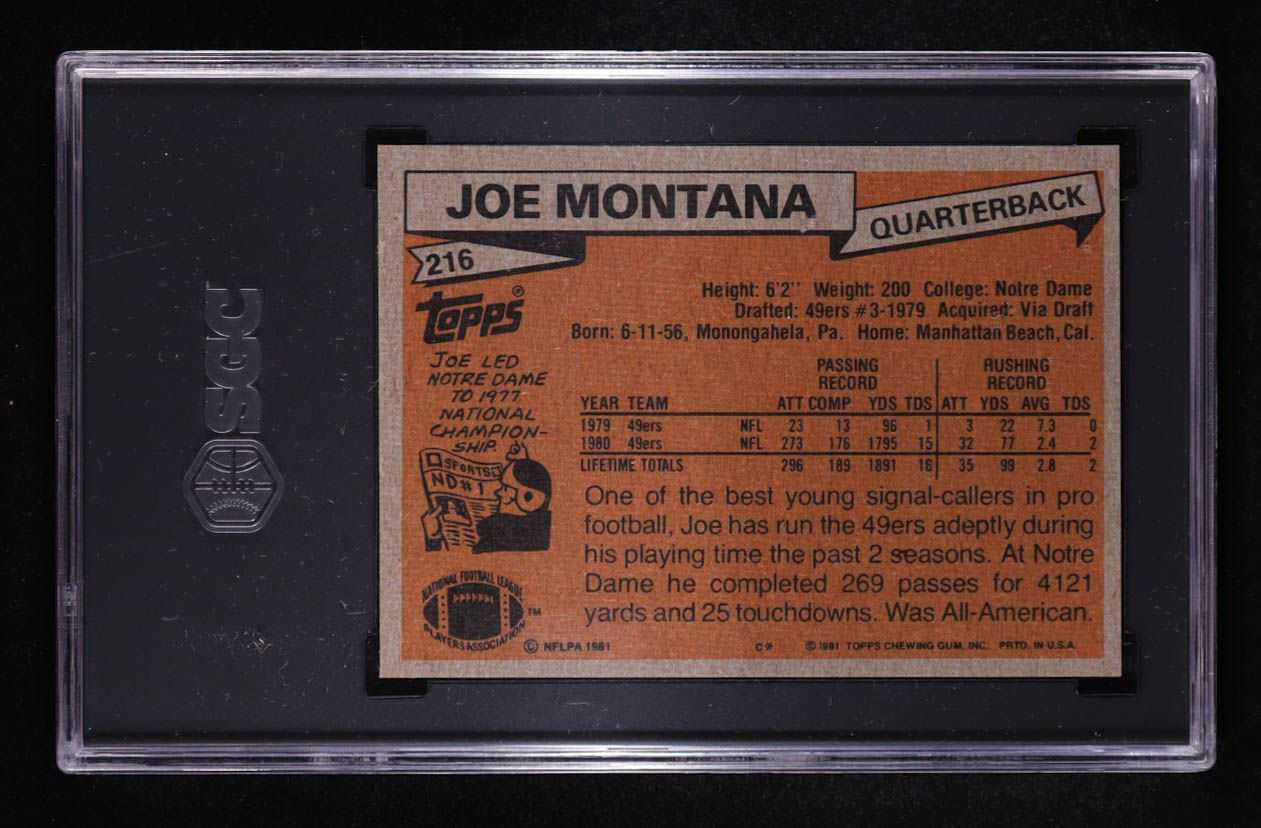 SGC
JOE MONTANA
QUARTERBACK
216
Topps®
Height: 6'2'' Weight: 200 College: Notre Dame
Drafted: 49ers #3-1979 Acquired: Via Draft
Born: 6-11-56, Monongahela, Pa. Home: Manhattan Beach, Cal.
JOE LED
NOTRE DAME
TO 1977
NATIONAL
CHAMPION-
SHIP.
SPORTS
ND#1
PASSING RUSHING
RECORD RECORD
YEAR TEAM ATT COMP YDS TDS ATT YDS AVG TDS
1979 49ers NFL 23 13 96 1 3 22 7.3 0
1980 49ers NFL 273 176 1795 15 32 77 2.4 2
LIFETIME TOTALS 296 189 1891 16 35 99 2.8 2
One of the best young signal-callers in pro
football, Joe has run the 49ers adeptly during
his playing time the past 2 seasons. At Notre
Dame he completed 269 passes for 4121
yards and 25 touchdowns. Was All-American.
NATIONAL FOOTBALL LEAGUE
PLAYERS ASSOCIATION
TM
© NFLPA 1981
C* © 1981 TOPPS CHEWING GUM, INC. PRTD. IN U.S.A.